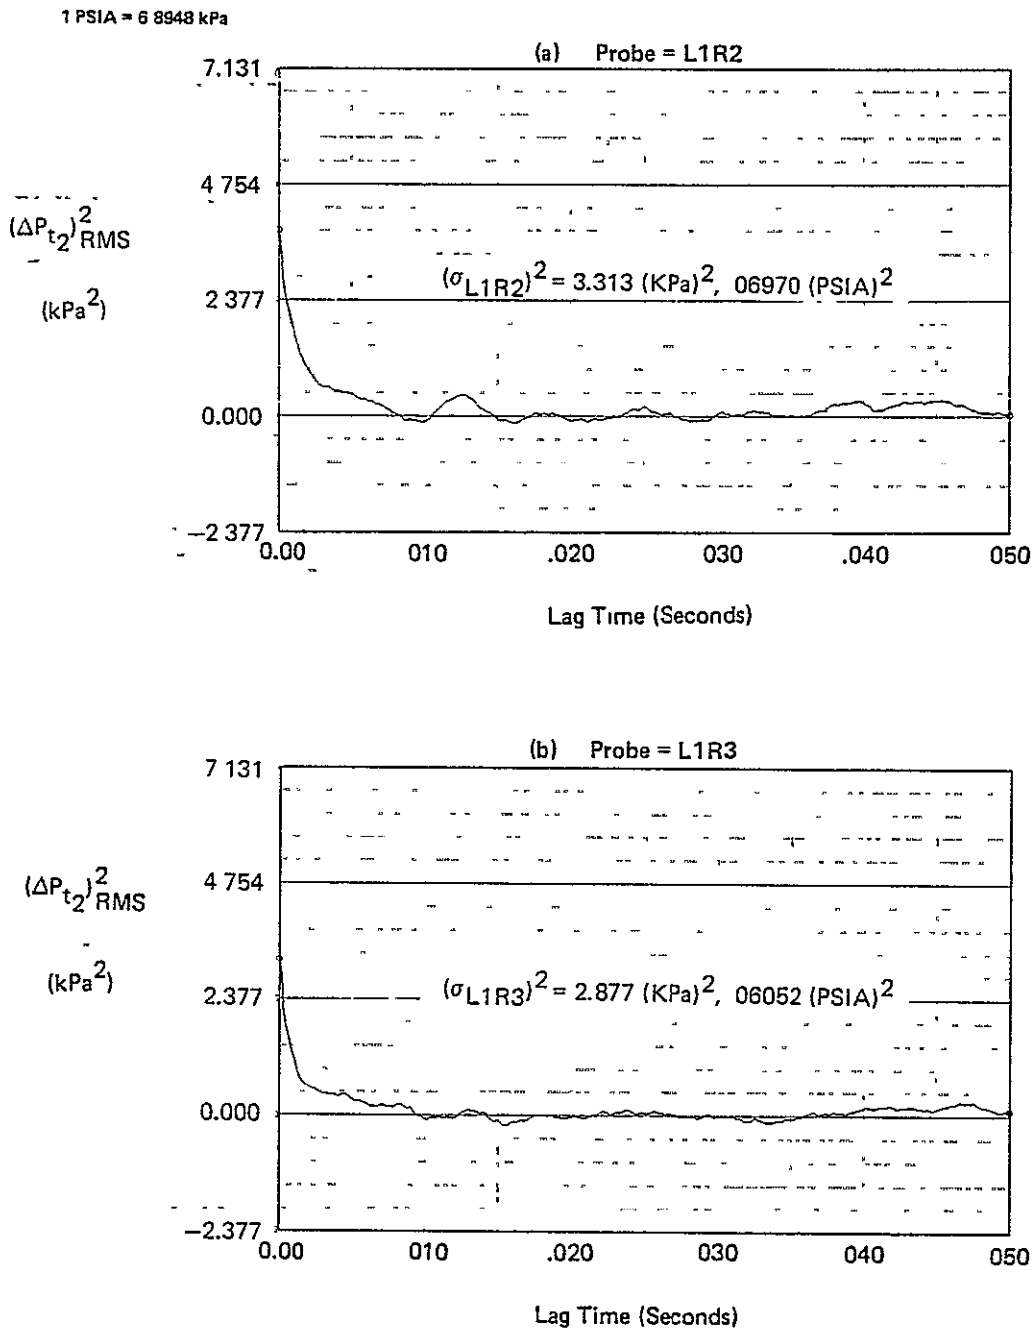 1 PSIA = 6 8948 kPa
(a) Probe = L1R2
7.131
4 754
2 377
0.000
−2 377
(ΔPt2)2RMS
(kPa2)
(σL1R2)2 = 3.313 (KPa)2, 06970 (PSIA)2
0.00 010 .020 030 .040 050
Lag Time (Seconds)
(b) Probe = L1R3
7 131
4 754
2.377
0.000
−2.377
(ΔPt2)2RMS
(kPa2)
(σL1R3)2 = 2.877 (KPa)2, 06052 (PSIA)2
0.00 010 .020 030 040 050
Lag Time (Seconds)